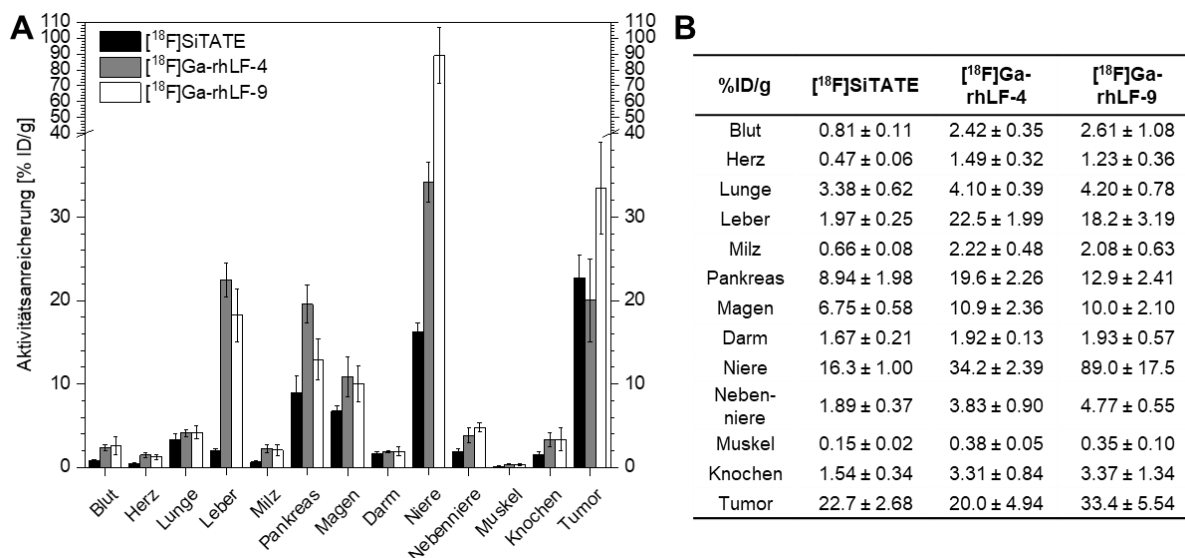 A
[¹⁸F]SiTATE
[¹⁸F]Ga-rhLF-4
[¹⁸F]Ga-rhLF-9
Aktivitätsanreicherung [% ID/g]
110
100
90
80
70
60
50
40
30
20
10
0
110
100
90
80
70
60
50
40
30
20
10
0
Blut
Herz
Lunge
Leber
Milz
Pankreas
Magen
Darm
Niere
Nebenniere
Muskel
Knochen
Tumor
B
%ID/g [¹⁸F]SiTATE [¹⁸F]Ga-rhLF-4 [¹⁸F]Ga-rhLF-9
Blut 0.81 ± 0.11 2.42 ± 0.35 2.61 ± 1.08
Herz 0.47 ± 0.06 1.49 ± 0.32 1.23 ± 0.36
Lunge 3.38 ± 0.62 4.10 ± 0.39 4.20 ± 0.78
Leber 1.97 ± 0.25 22.5 ± 1.99 18.2 ± 3.19
Milz 0.66 ± 0.08 2.22 ± 0.48 2.08 ± 0.63
Pankreas 8.94 ± 1.98 19.6 ± 2.26 12.9 ± 2.41
Magen 6.75 ± 0.58 10.9 ± 2.36 10.0 ± 2.10
Darm 1.67 ± 0.21 1.92 ± 0.13 1.93 ± 0.57
Niere 16.3 ± 1.00 34.2 ± 2.39 89.0 ± 17.5
Neben-
niere 1.89 ± 0.37 3.83 ± 0.90 4.77 ± 0.55
Muskel 0.15 ± 0.02 0.38 ± 0.05 0.35 ± 0.10
Knochen 1.54 ± 0.34 3.31 ± 0.84 3.37 ± 1.34
Tumor 22.7 ± 2.68 20.0 ± 4.94 33.4 ± 5.54